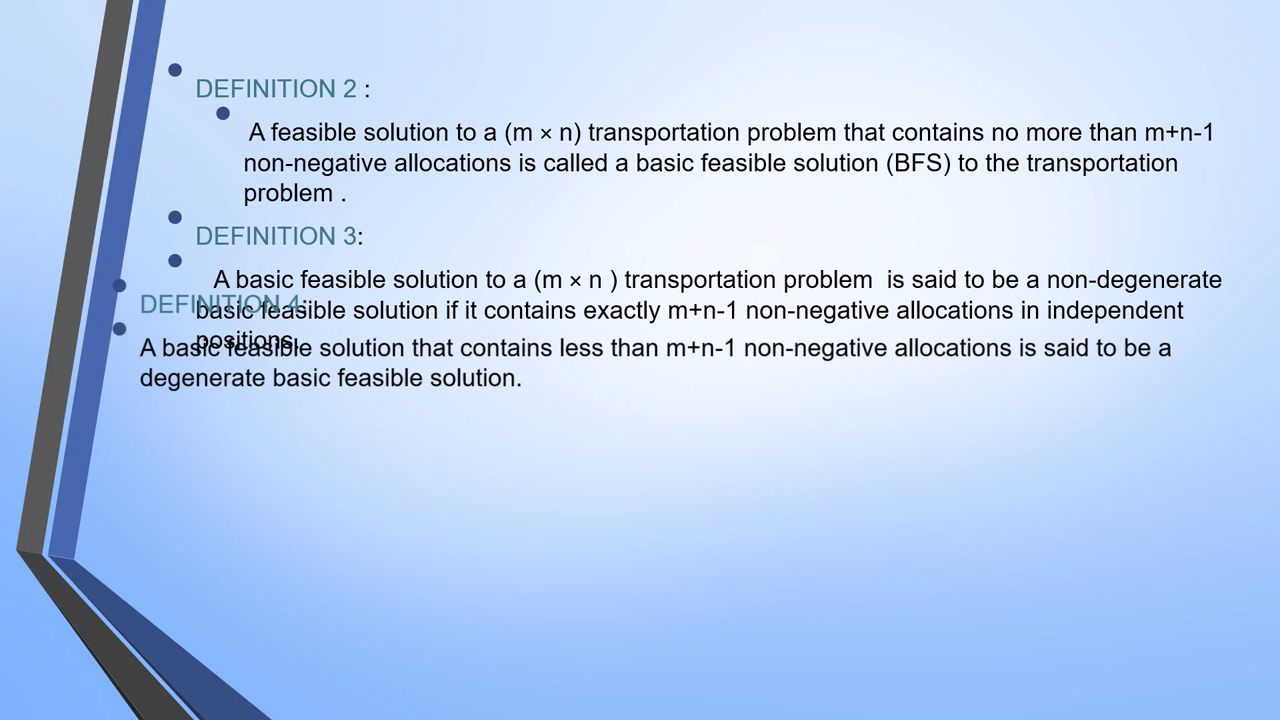 DEFINITION 2 :
A feasible solution to a (m × n) transportation problem that contains no more than m+n-1
non-negative allocations is called a basic feasible solution (BFS) to the transportation
problem .
DEFINITION 3:
A basic feasible solution to a (m × n ) transportation problem is said to be a non-degenerate
basic feasible solution if it contains exactly m+n-1 non-negative allocations in independent
positions.
DEFINITION 4
A basic feasible solution that contains less than m+n-1 non-negative allocations is said to be a
degenerate basic feasible solution.